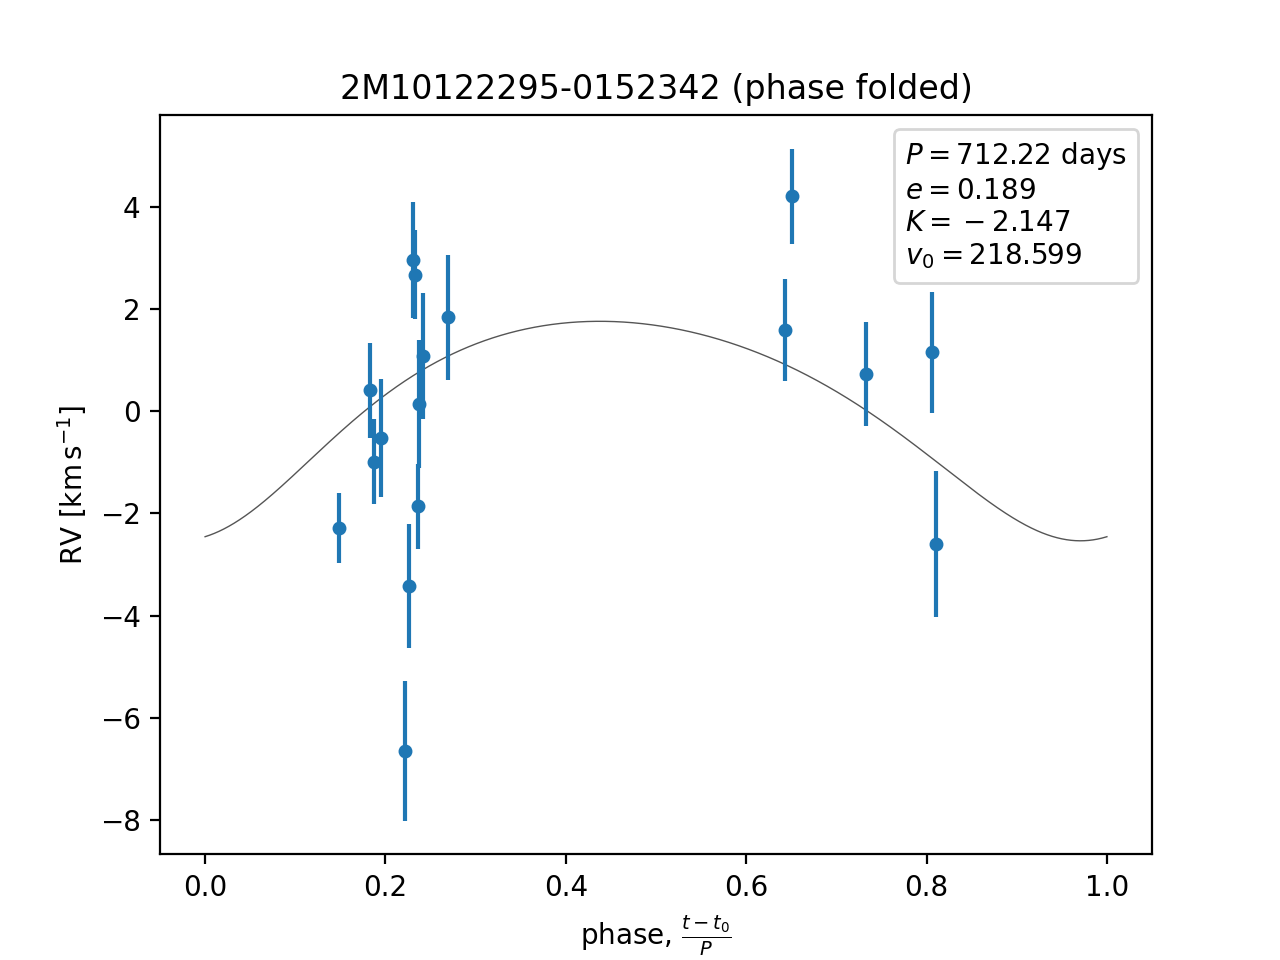 2M10122295-0152342 (phase folded)
P = 712.22 days
e = 0.189
K = −2.147
v₀ = 218.599
RV [km s⁻¹]
4
2
0
−2
−4
−6
−8
0.0 0.2 0.4 0.6 0.8 1.0
phase, (t − t₀)/P